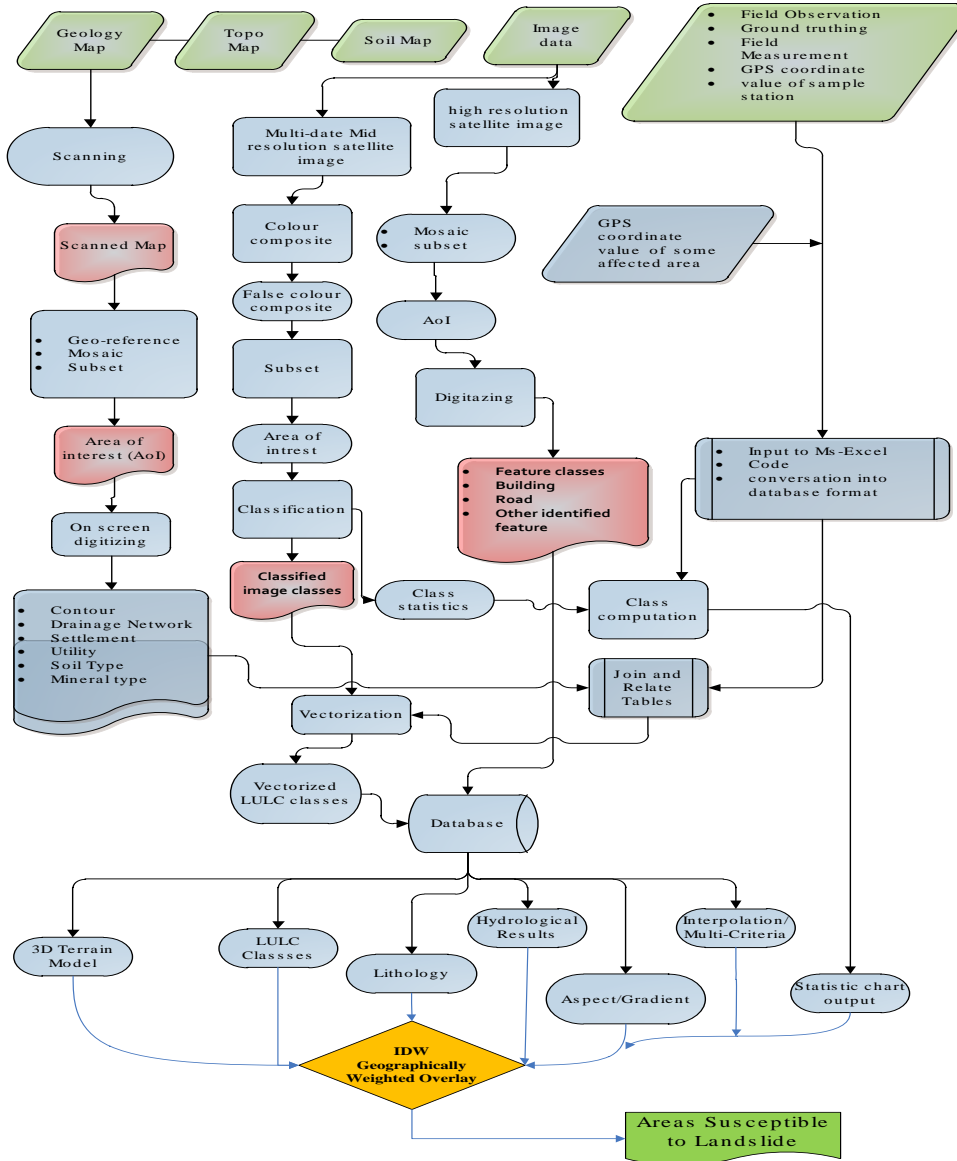 Geology
Map
Topo
Map
Soil Map
Image
data
• Field Observation
• Ground truthing
• Field
Measurement
• GPS coordinate
• value of sample
station
Scanning
Multi-date Mid
resolution satellite
image
high resolution
satellite image
Scanned Map
Colour
composite
• Mosaic
• subset
GPS
coordinate
value of some
affected area
False colour
composite
AoI
• Geo-reference
• Mosaic
• Subset
Subset
Digitazing
Area of
interest (AoI)
Area of
intrest
• Feature classes
• Building
• Road
• Other identified
feature
• Input to Ms-Excel
• Code
• conversation into
database format
On screen
digitizing
Classification
Classified
image classes
Class
statistics
Class
computation
• Contour
• Drainage Network
• Settlement
• Utility
• Soil Type
• Mineral type
Join and
Relate
Tables
Vectorization
Vectorized
LULC classes
Database
3D Terrain
Model
LULC
Classses
Lithology
Hydrological
Results
Aspect/Gradient
Interpolation/
Multi-Criteria
Statistic chart
output
IDW
Geographically
Weighted Overlay
Areas Susceptible
to Landslide